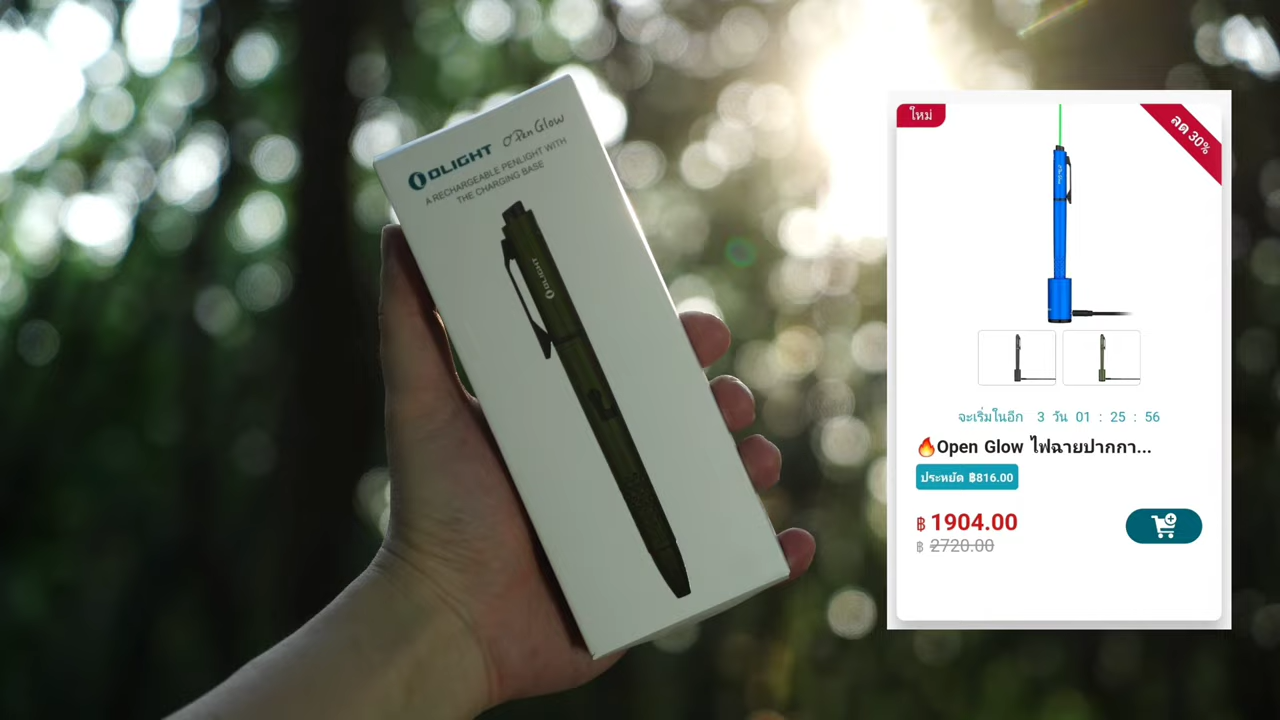 OLIGHT O'Pen Glow
A RECHARGEABLE PENLIGHT WITH
THE CHARGING BASE
OLIGHT
ใหม่
ลด 30%
จะเริ่มในอีก 3 วัน 01 : 25 : 56
🔥Open Glow ไฟฉายปากกา...
ประหยัด ฿816.00
฿ 1904.00
฿ 2720.00